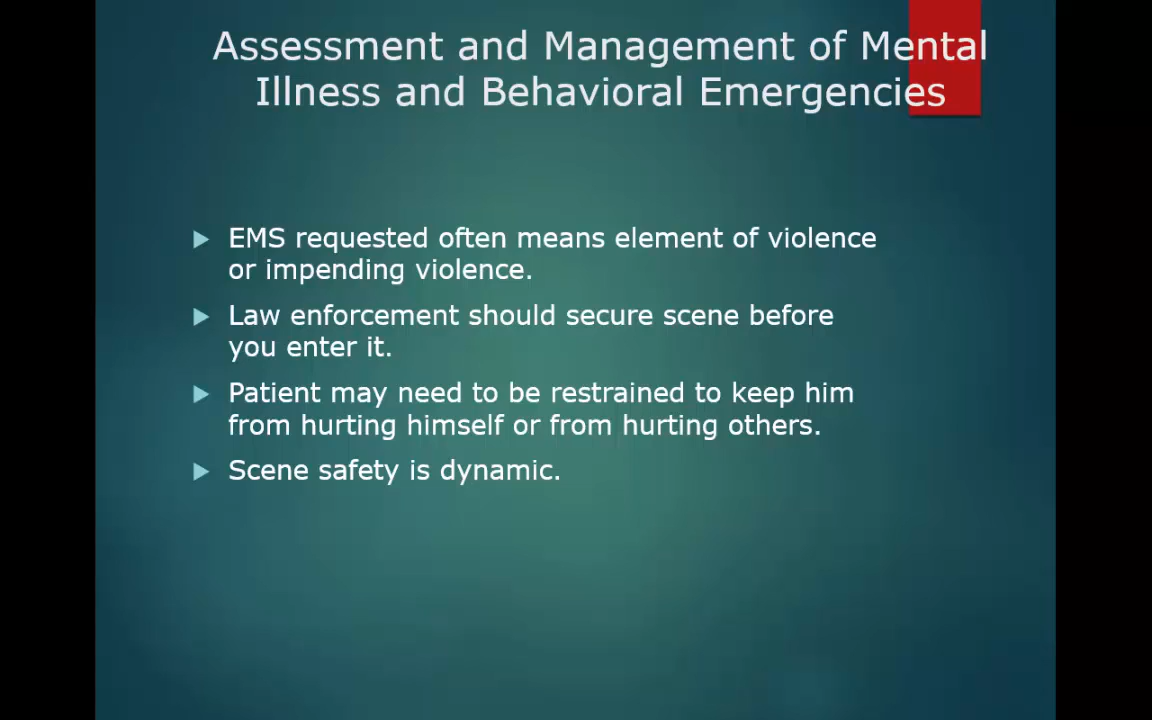 Assessment and Management of Mental
Illness and Behavioral Emergencies
EMS requested often means element of violence
or impending violence.
Law enforcement should secure scene before
you enter it.
Patient may need to be restrained to keep him
from hurting himself or from hurting others.
Scene safety is dynamic.